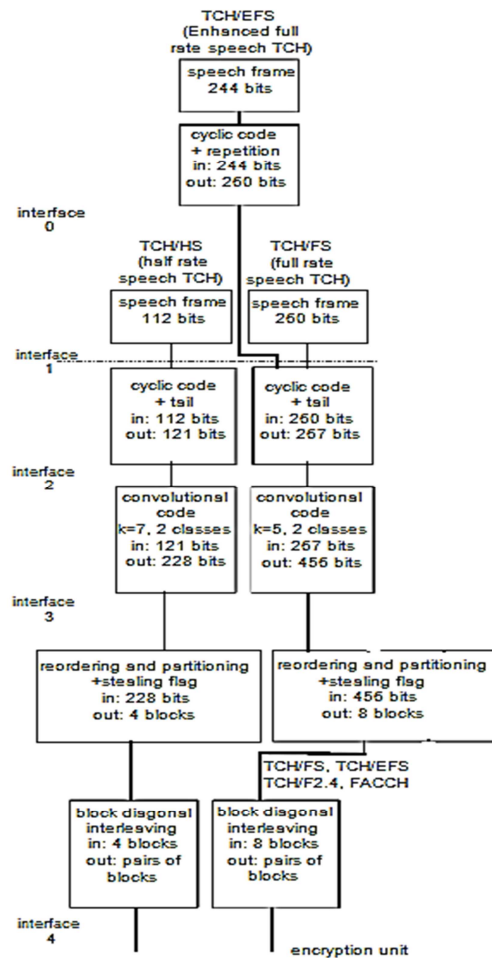 TCH/EFS
(Enhanced full
rate speech TCH)
speech frame
244 bits
cyclic code
+ repetition
in: 244 bits
out: 260 bits
interface
0
TCH/HS
(half rate
speech TCH)
TCH/FS
(full rate
speech TCH)
speech frame
112 bits
speech frame
260 bits
interface
1
cyclic code
+ tail
in: 112 bits
out: 121 bits
cyclic code
+ tail
in: 260 bits
out: 267 bits
interface
2
convolutional
code
k=7, 2 classes
in: 121 bits
out: 228 bits
convolutional
code
k=5, 2 classes
in: 267 bits
out: 456 bits
interface
3
reordering and partitioning
+stealing flag
in: 228 bits
out: 4 blocks
reordering and partitioning
+stealing flag
in: 456 bits
out: 8 blocks
TCH/FS, TCH/EFS
TCH/F2.4, FACCH
block diagonal
interleaving
in: 4 blocks
out: pairs of
blocks
block diagonal
interleaving
in: 8 blocks
out: pairs of
blocks
interface
4
encryption unit